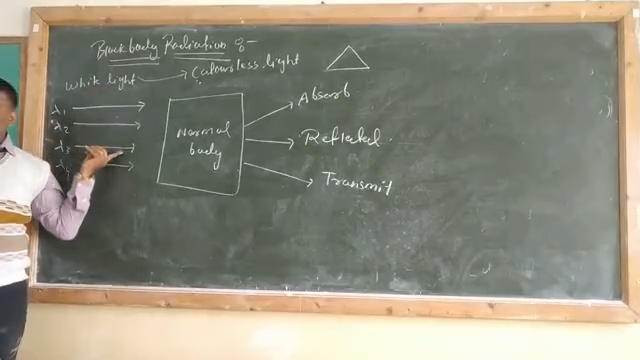 Blackbody Radiation :-
White light → Colourless light
λ1
λ2
λ3
Normal
body
Absorb
Reflected.
Transmit